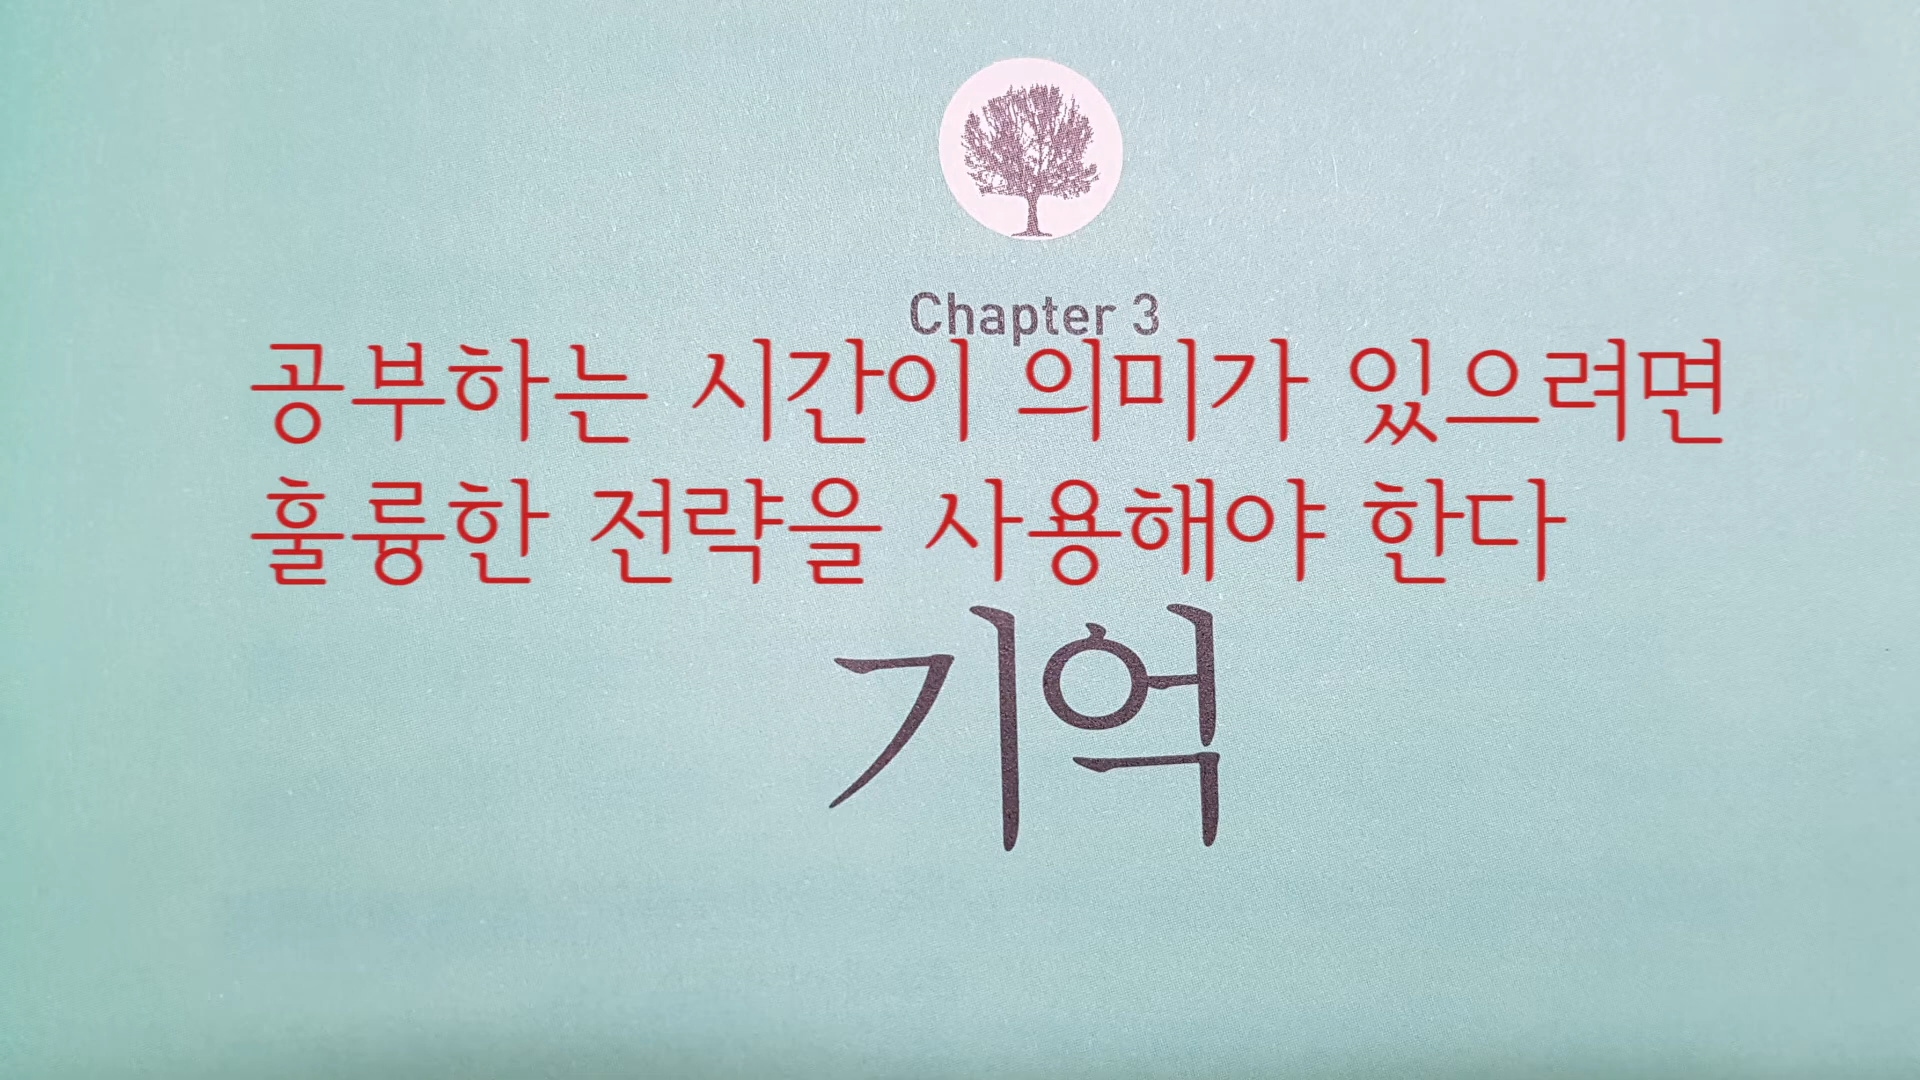 Chapter 3
공부하는 시간이 의미가 있으려면
훌륭한 전략을 사용해야 한다
기억